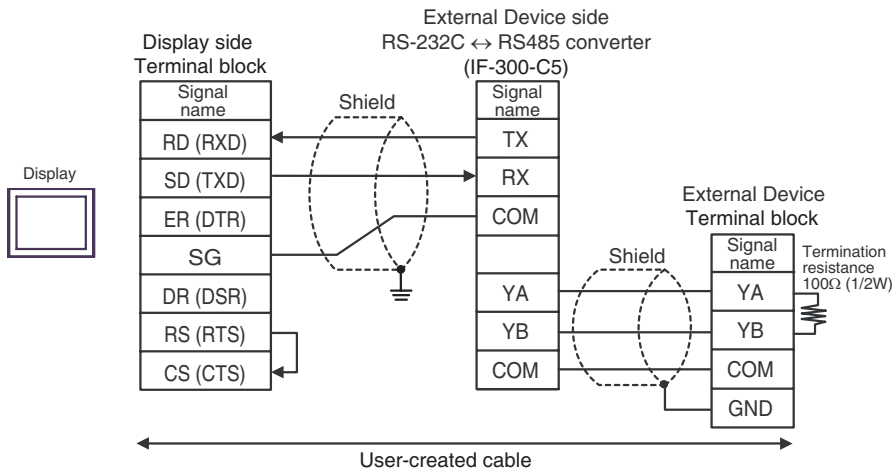 External Device side
RS-232C ↔ RS485 converter
(IF-300-C5)
Display side
Terminal block
Signal
name
RD (RXD)
SD (TXD)
ER (DTR)
SG
DR (DSR)
RS (RTS)
CS (CTS)
Display
Shield
Signal
name
TX
RX
COM
YA
YB
COM
Shield
External Device
Terminal block
Signal
name
YA
YB
COM
GND
Termination
resistance
100Ω (1/2W)
User-created cable